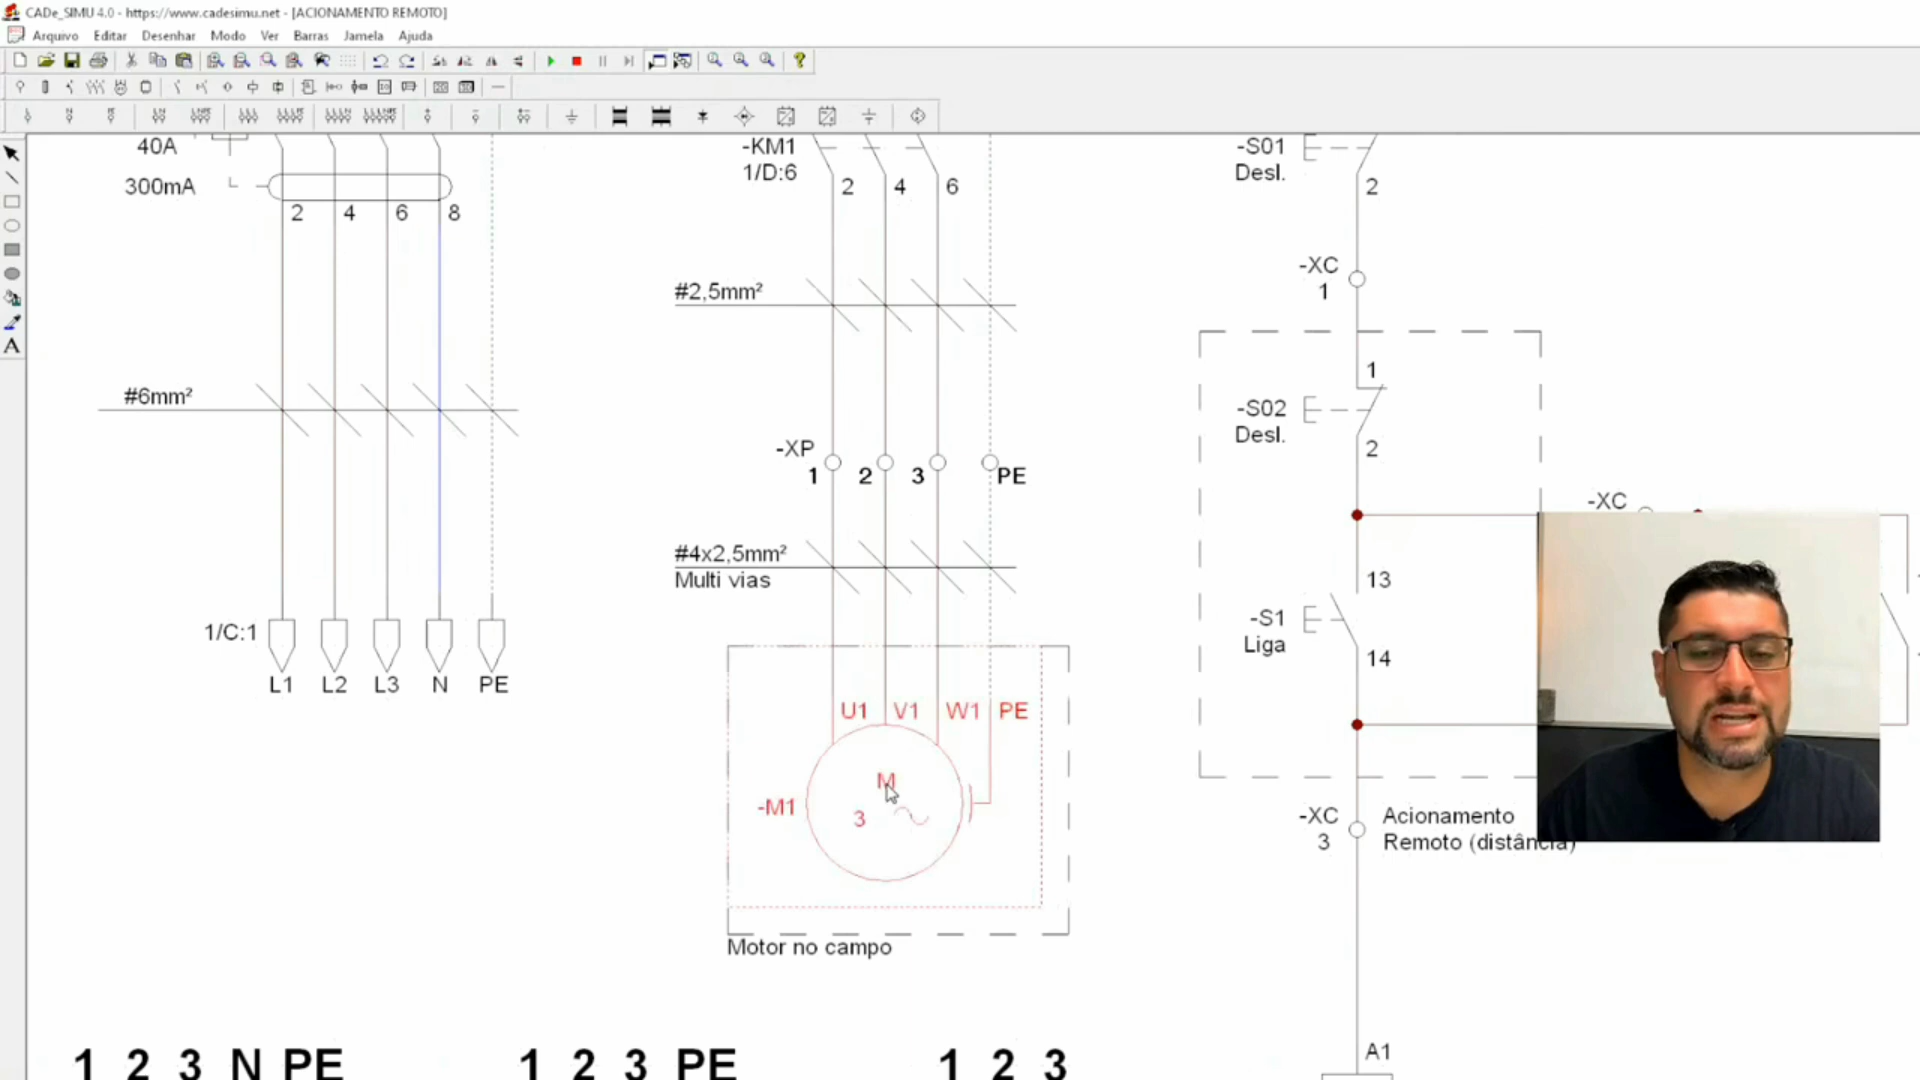 CADe_SIMU 4.0 - https://www.cadesimu.net - [ACIONAMENTO REMOTO]
Arquivo Editar Desenhar Modo Ver Barras Janela Ajuda
40A
300mA
2 4 6 8
#6mm²
1/C:1
L1 L2 L3 N PE
-KM1
1/D:6
2 4 6
#2,5mm²
-XP
1 2 3 PE
#4x2,5mm²
Multi vias
U1 V1 W1 PE
M
3
-M1
Motor no campo
-S01
Desl.
2
-XC
1
1
-S02
Desl.
2
-XC
13
-S1
Liga
14
-XC
3
Acionamento
Remoto (distância)
A1
1 2 3 N PE
1 2 3 PE
1 2 3